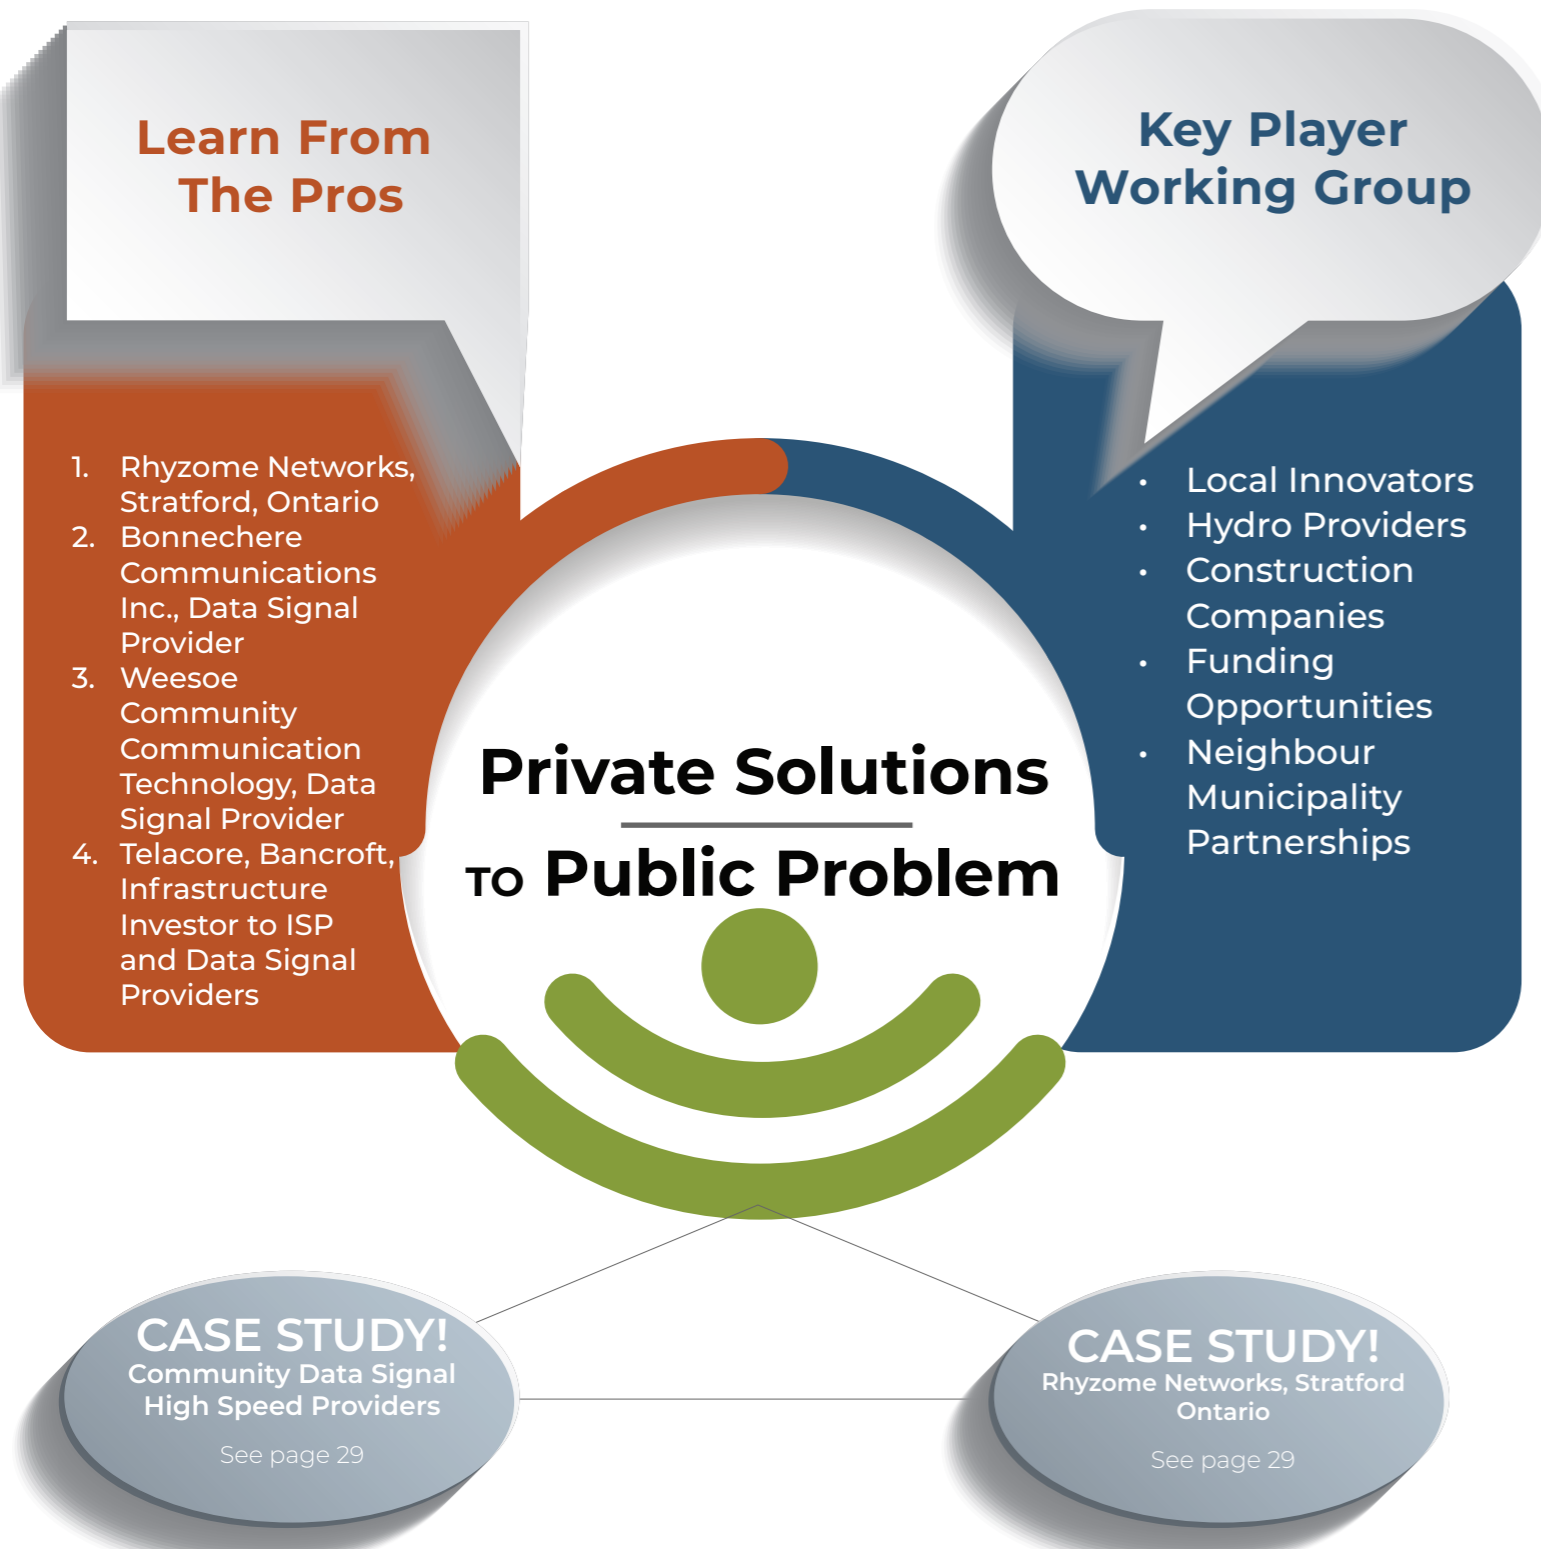 Learn From
The Pros
1. Rhyzome Networks,
Stratford, Ontario
2. Bonnechere
Communications
Inc., Data Signal
Provider
3. Weesoe
Community
Communication
Technology, Data
Signal Provider
4. Telacore, Bancroft,
Infrastructure
Investor to ISP
and Data Signal
Providers
Key Player
Working Group
• Local Innovators
• Hydro Providers
• Construction
Companies
• Funding
Opportunities
• Neighbour
Municipality
Partnerships
Private Solutions
TO Public Problem
CASE STUDY!
Community Data Signal
High Speed Providers
See page 29
CASE STUDY!
Rhyzome Networks, Stratford
Ontario
See page 29